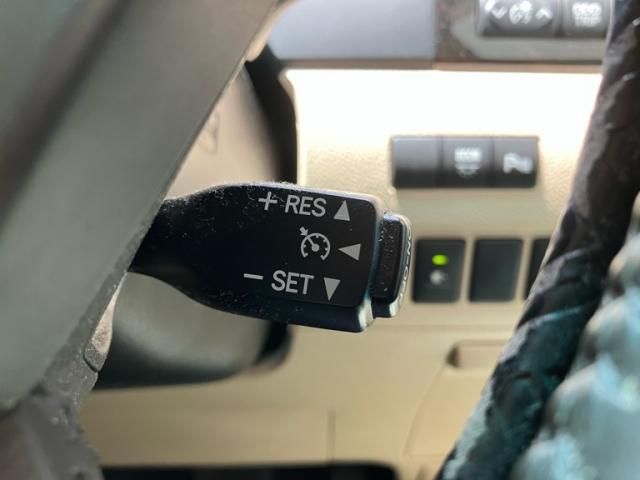 + RES
- SET